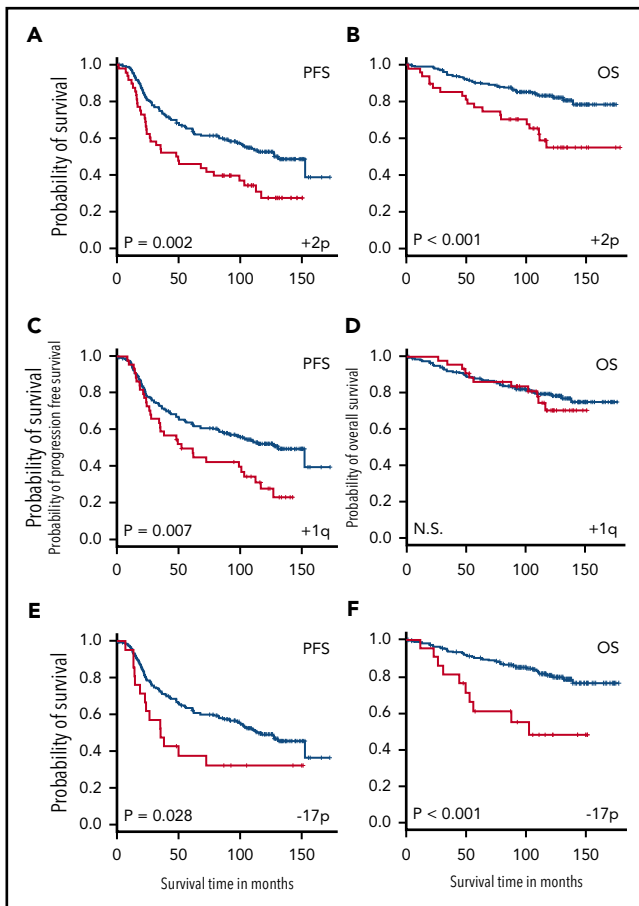 A
PFS
Probability of survival
1.0
0.8
0.6
0.4
0.2
0.0
P = 0.002
+2p
0 50 100 150
B
OS
1.0
0.8
0.6
0.4
0.2
0.0
P < 0.001
+2p
0 50 100 150
C
PFS
Probability of survival
Probability of progression free survival
1.0
0.8
0.6
0.4
0.2
0.0
P = 0.007
+1q
0 50 100 150
D
OS
Probability of overall survival
1.0
0.8
0.6
0.4
0.2
0.0
N.S.
+1q
0 50 100 150
E
PFS
Probability of survival
1.0
0.8
0.6
0.4
0.2
0.0
P = 0.028
-17p
0 50 100 150
Survival time in months
F
OS
1.0
0.8
0.6
0.4
0.2
0.0
P < 0.001
-17p
0 50 100 150
Survival time in months